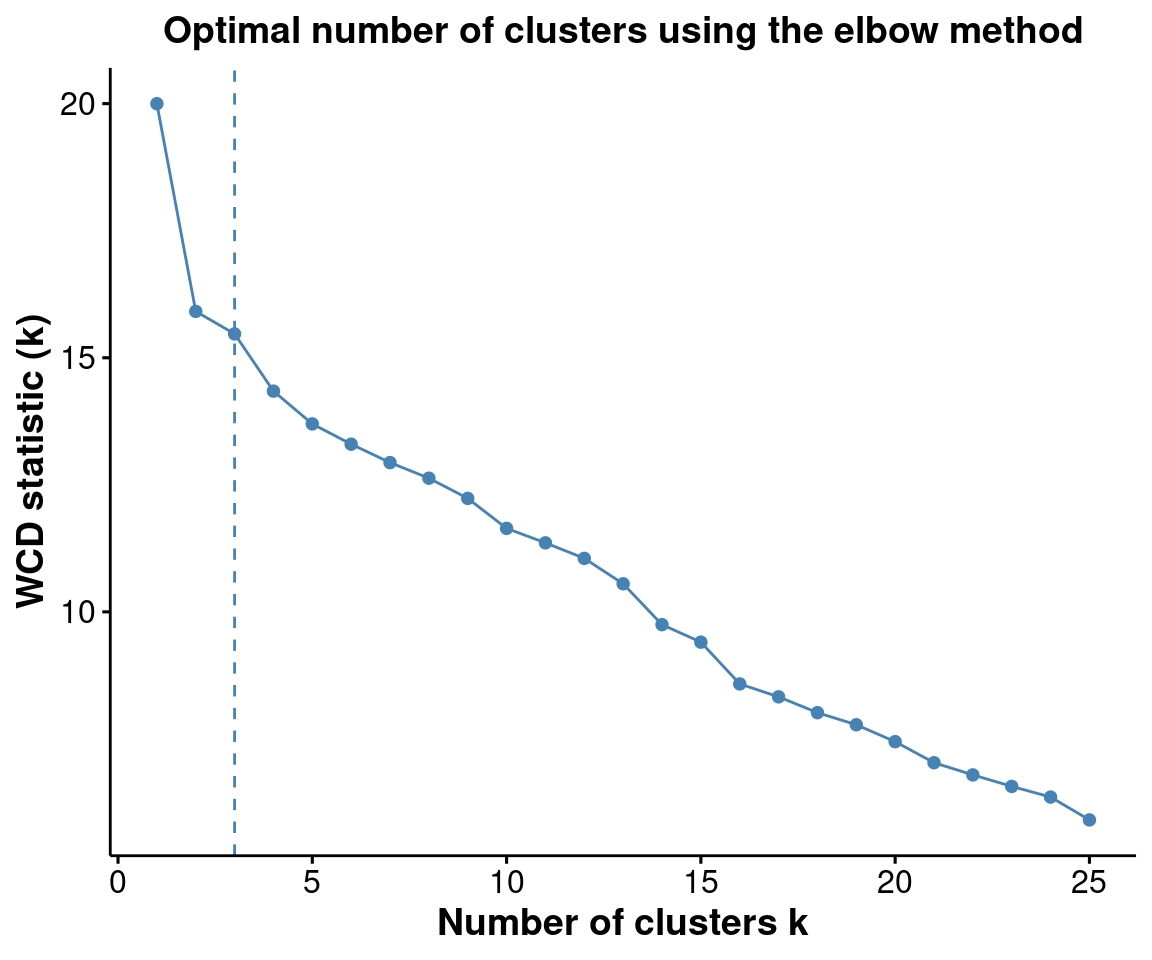 Optimal number of clusters using the elbow method
20
15
10
WCD statistic (k)
0 5 10 15 20 25
Number of clusters k